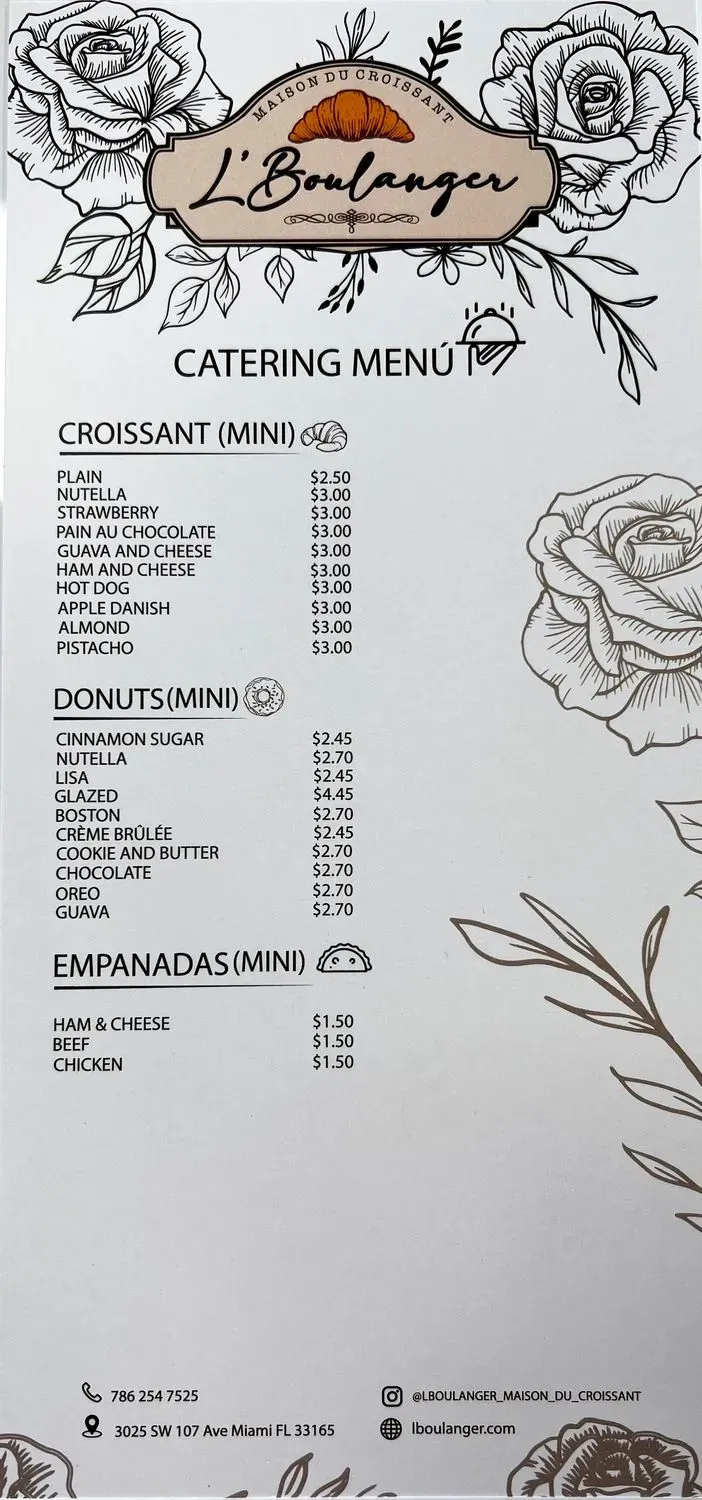 MAISON DU CROISSANT
L'Boulanger
CATERING MENÚ
CROISSANT (MINI)
PLAIN $2.50
NUTELLA $3.00
STRAWBERRY $3.00
PAIN AU CHOCOLATE $3.00
GUAVA AND CHEESE $3.00
HAM AND CHEESE $3.00
HOT DOG $3.00
APPLE DANISH $3.00
ALMOND $3.00
PISTACHO $3.00
DONUTS (MINI)
CINNAMON SUGAR $2.45
NUTELLA $2.70
LISA $2.45
GLAZED $4.45
BOSTON $2.70
CRÈME BRÛLÉE $2.45
COOKIE AND BUTTER $2.70
CHOCOLATE $2.70
OREO $2.70
GUAVA $2.70
EMPANADAS (MINI)
HAM & CHEESE $1.50
BEEF $1.50
CHICKEN $1.50
786 254 7525
@LBOULANGER_MAISON_DU_CROISSANT
3025 SW 107 Ave Miami FL 33165
lboulanger.com